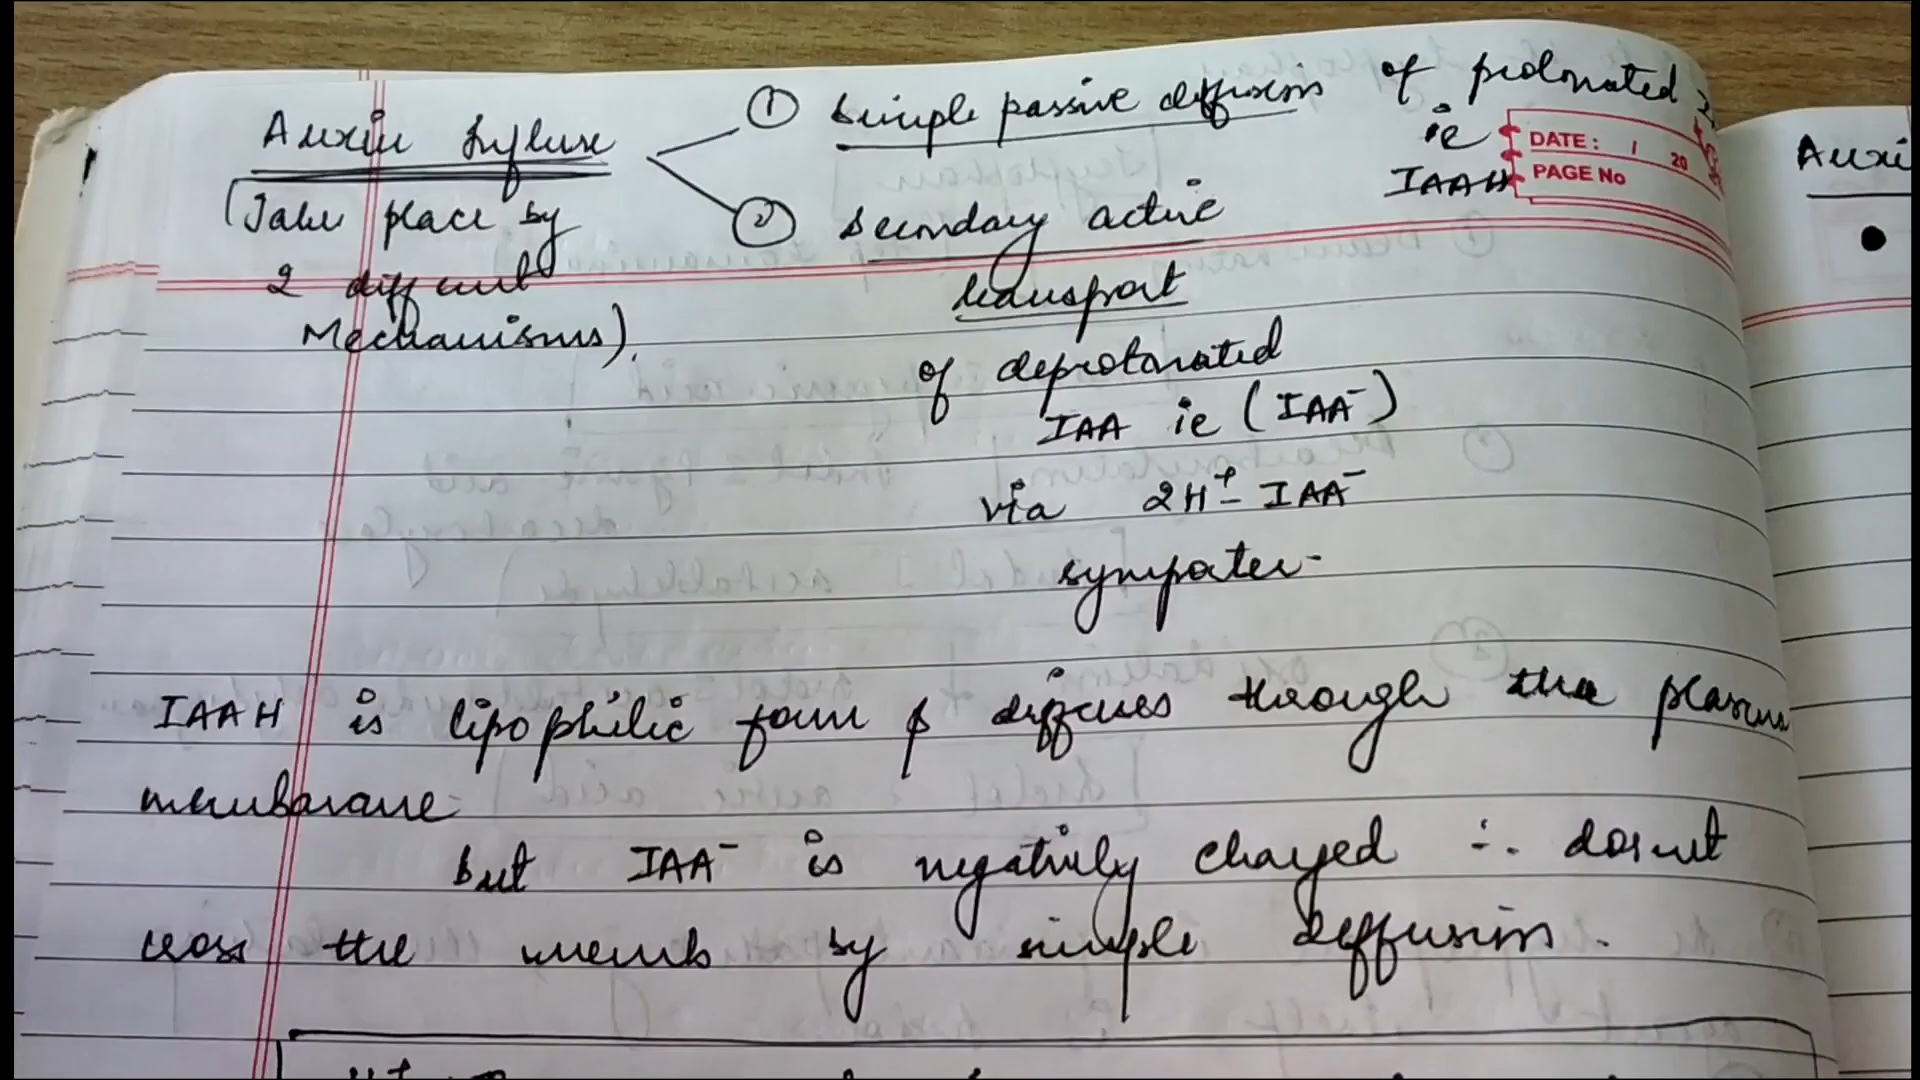 Auxin Influx
(Take place by
2 different
Mechanisms).
① Simple passive diffusion of protonated
ie
IAAH
DATE: / 20
PAGE No
② Secondary active
transport
of deprotonated
IAA ie (IAA⁻)
via 2H⁺- IAA⁻
symporter
IAAH is lipophilic form & diffuses through the plasma
membrane
but IAA⁻ is negatively charged ∴ doesn't
cross the memb by simple diffusion.
Auxi